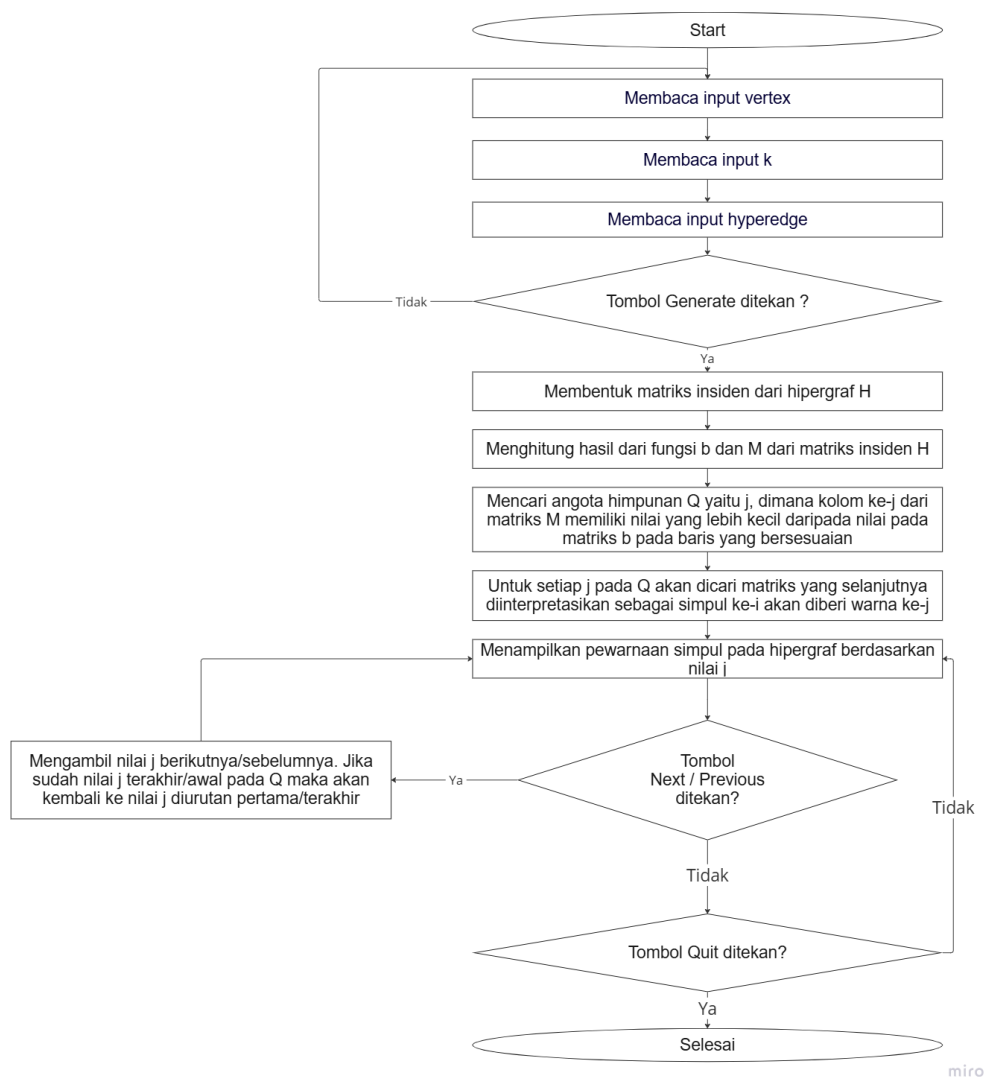 Start
Membaca input vertex
Membaca input k
Membaca input hyperedge
Tombol Generate ditekan ?
Tidak
Ya
Membentuk matriks insiden dari hipergraf H
Menghitung hasil dari fungsi b dan M dari matriks insiden H
Mencari angota himpunan Q yaitu j, dimana kolom ke-j dari
matriks M memiliki nilai yang lebih kecil daripada nilai pada
matriks b pada baris yang bersesuaian
Untuk setiap j pada Q akan dicari matriks yang selanjutnya
diinterpretasikan sebagai simpul ke-i akan diberi warna ke-j
Menampilkan pewarnaan simpul pada hipergraf berdasarkan
nilai j
Mengambil nilai j berikutnya/sebelumnya. Jika
sudah nilai j terakhir/awal pada Q maka akan
kembali ke nilai j diurutan pertama/terakhir
Ya
Tombol
Next / Previous
ditekan?
Tidak
Tidak
Tombol Quit ditekan?
Ya
Selesai
miro